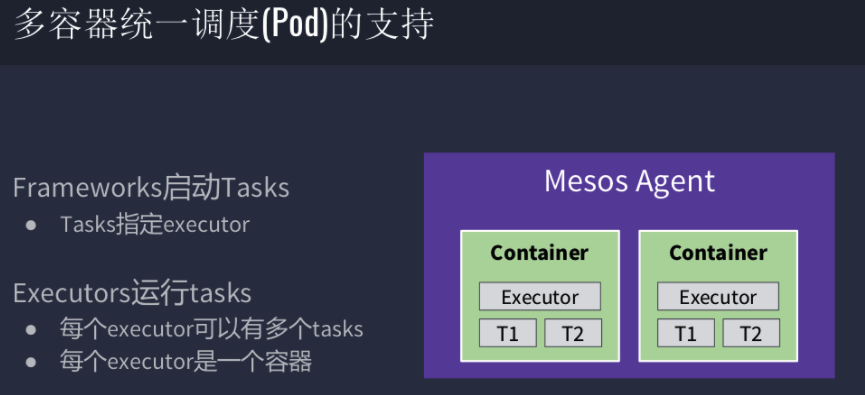 多容器统一调度(Pod)的支持
Frameworks启动Tasks
● Tasks指定executor
Executors运行tasks
● 每个executor可以有多个tasks
● 每个executor是一个容器
Mesos Agent
Container
Executor
T1 T2
Container
Executor
T1 T2